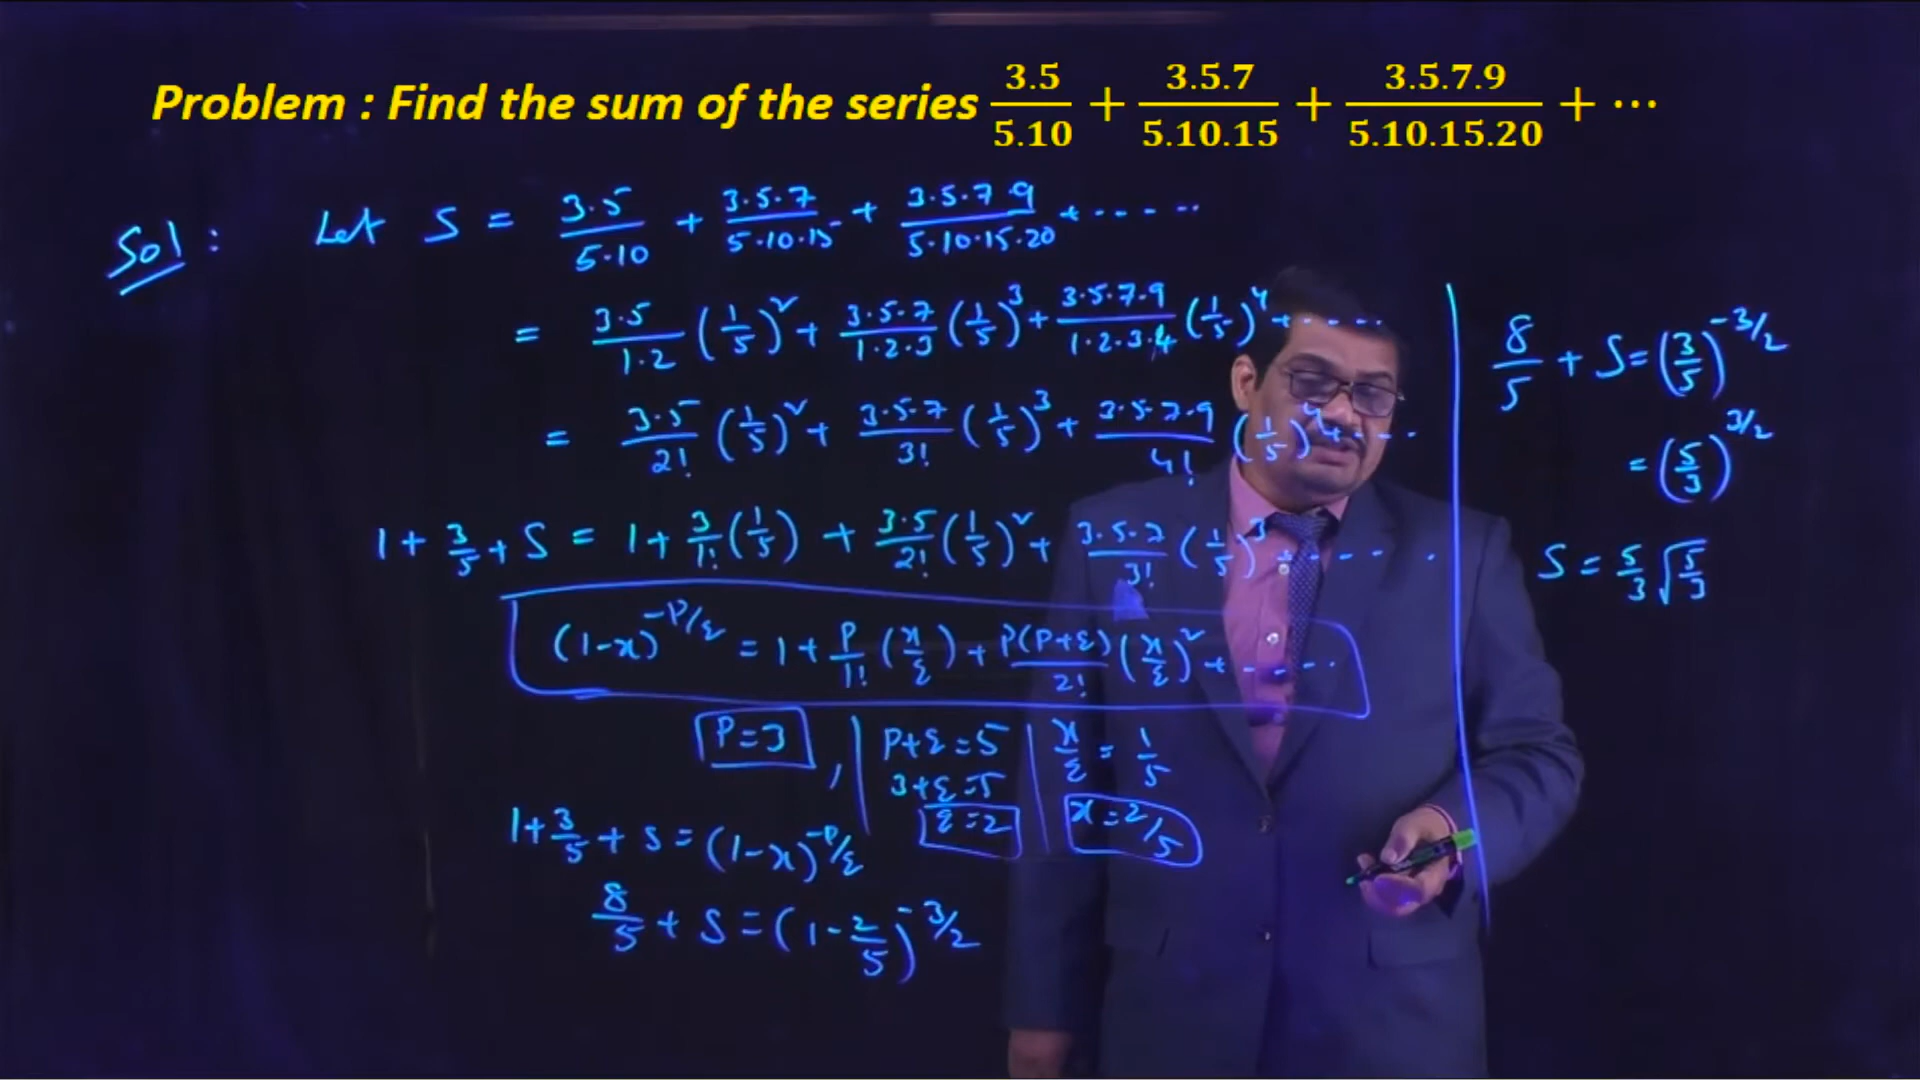 Problem : Find the sum of the series 3.5/5.10 + 3.5.7/5.10.15 + 3.5.7.9/5.10.15.20 + ⋯
Sol : Let S = 3·5/5·10 + 3·5·7/5·10·15 + 3·5·7·9/5·10·15·20 + ·····
= 3·5/1·2 (1/5)² + 3·5·7/1·2·3 (1/5)³ + 3·5·7·9/1·2·3·4 (1/5)⁴ + ····
= 3·5/2! (1/5)² + 3·5·7/3! (1/5)³ + 3·5·7·9/4! (1/5)⁴ + ···
1 + 3/5 + S = 1 + 3/1! (1/5) + 3·5/2! (1/5)² + 3·5·7/3! (1/5)³ + ····
(1-x)^(-P/q) = 1 + P/1! (x/q) + P(P+q)/2! (x/q)² + ····
P=3 , P+q=5 x/q = 1/5
3+q=5
q=2 x=2/5
1 + 3/5 + S = (1-x)^(-P/q)
8/5 + S = (1 - 2/5)^(-3/2)
8/5 + S = (3/5)^(-3/2)
= (5/3)^(3/2)
S = 5/3 √(5/3)